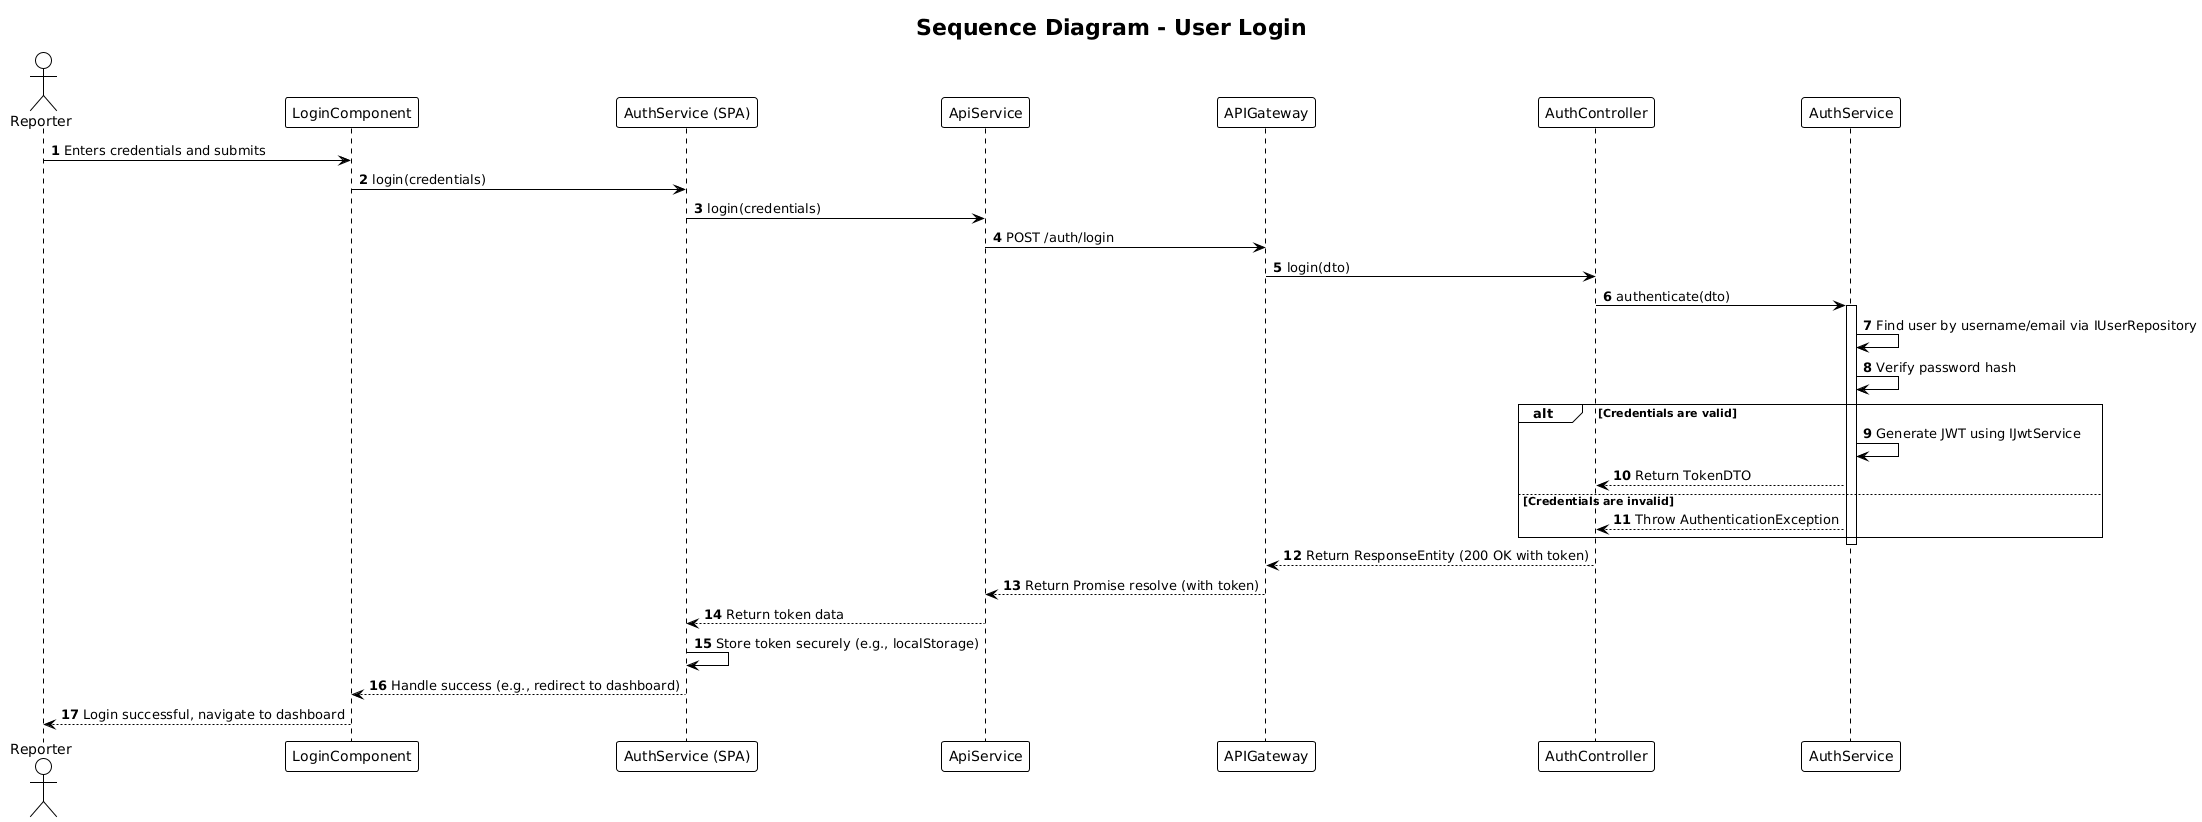 Sequence Diagram - User Login
Reporter
LoginComponent
AuthService (SPA)
ApiService
APIGateway
AuthController
AuthService
1 Enters credentials and submits
2 login(credentials)
3 login(credentials)
4 POST /auth/login
5 login(dto)
6 authenticate(dto)
7 Find user by username/email via IUserRepository
8 Verify password hash
alt [Credentials are valid]
9 Generate JWT using IJwtService
10 Return TokenDTO
[Credentials are invalid]
11 Throw AuthenticationException
12 Return ResponseEntity (200 OK with token)
13 Return Promise resolve (with token)
14 Return token data
15 Store token securely (e.g., localStorage)
16 Handle success (e.g., redirect to dashboard)
17 Login successful, navigate to dashboard
Reporter
LoginComponent
AuthService (SPA)
ApiService
APIGateway
AuthController
AuthService